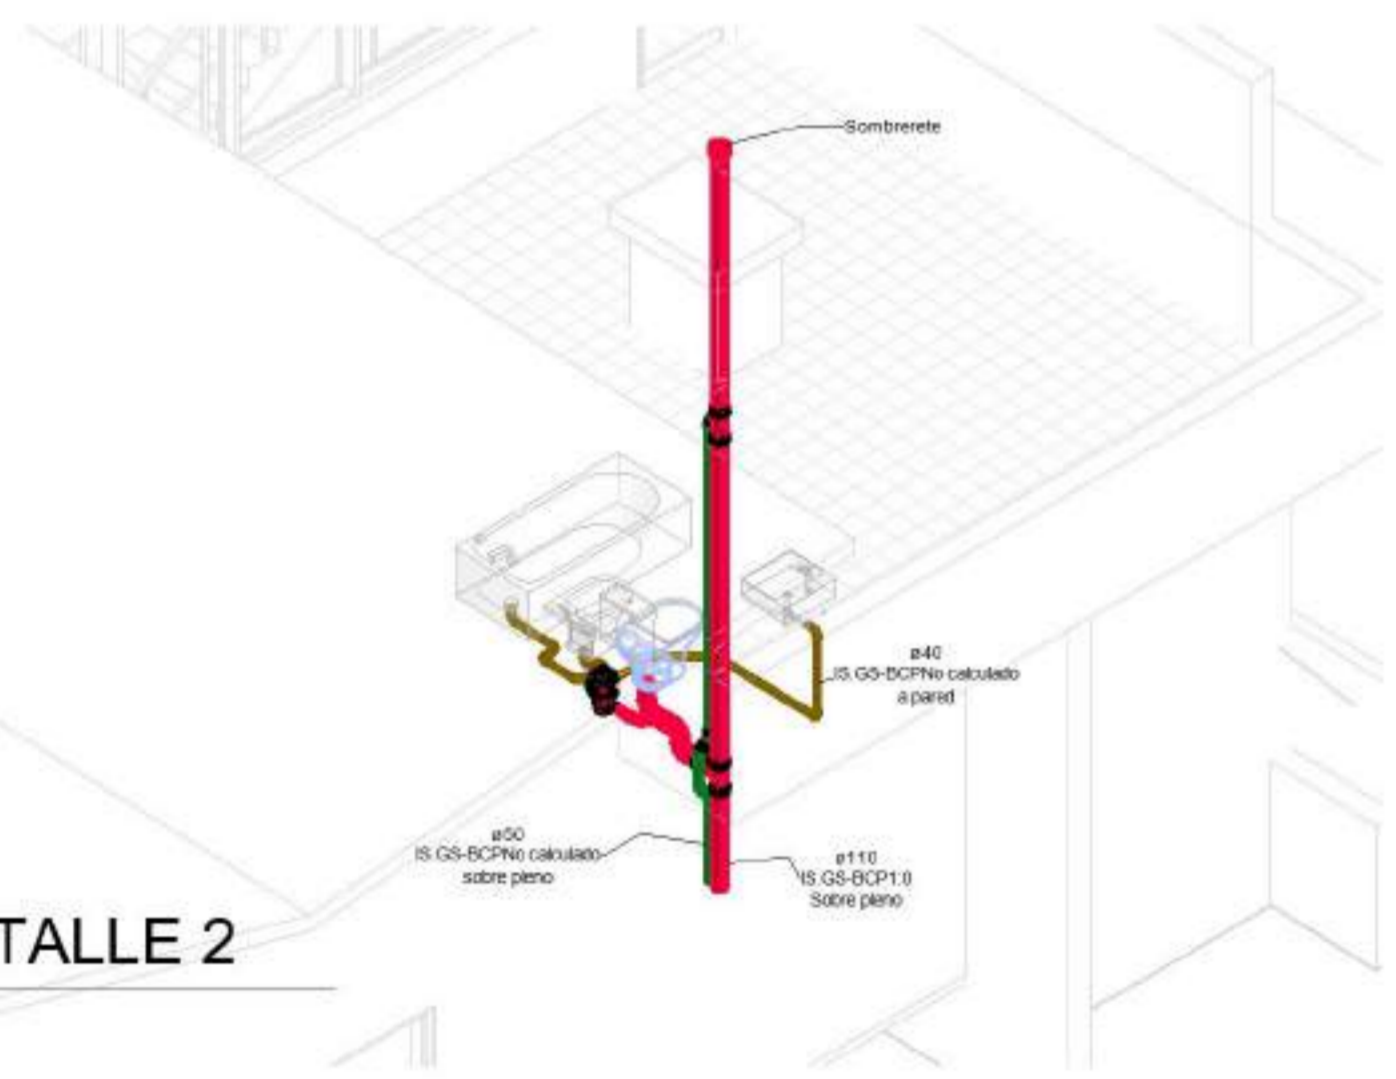 Sombrerete
ø40
IS.GS-BCPNo calculado
a pared
ø50
IS.GS-BCPNo calculado
sobre pleno
ø110
IS.GS-BCP1:0
Sobre pleno
TALLE 2